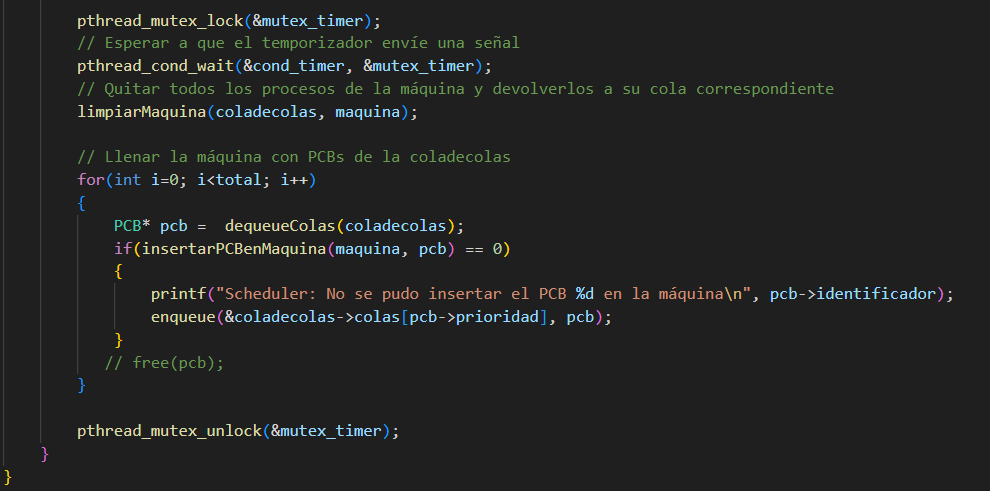 pthread_mutex_lock(&mutex_timer);
// Esperar a que el temporizador envíe una señal
pthread_cond_wait(&cond_timer, &mutex_timer);
// Quitar todos los procesos de la máquina y devolverlos a su cola correspondiente
limpiarMaquina(coladecolas, maquina);
// Llenar la máquina con PCBs de la coladecolas
for(int i=0; i<total; i++)
{
PCB* pcb =  dequeueColas(coladecolas);
if(insertarPCBenMaquina(maquina, pcb) == 0)
{
printf("Scheduler: No se pudo insertar el PCB %d en la máquina\n", pcb->identificador);
enqueue(&coladecolas->colas[pcb->prioridad], pcb);
}
// free(pcb);
}
pthread_mutex_unlock(&mutex_timer);
}
}